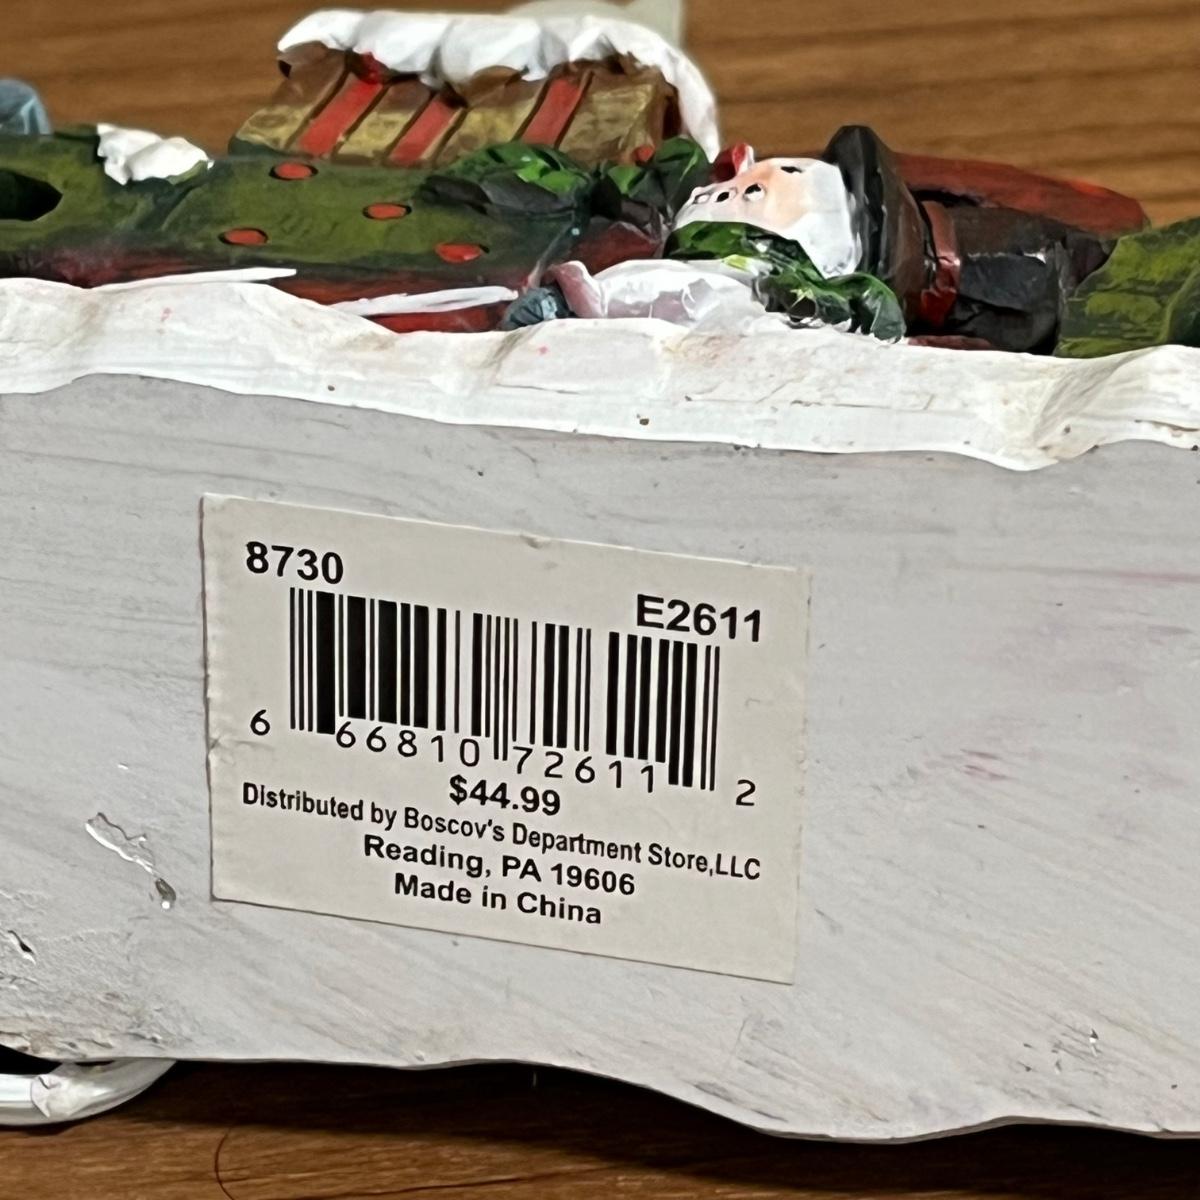 8730
E2611
6 66810 72611 2
$44.99
Distributed by Boscov's Department Store,LLC
Reading, PA 19606
Made in China